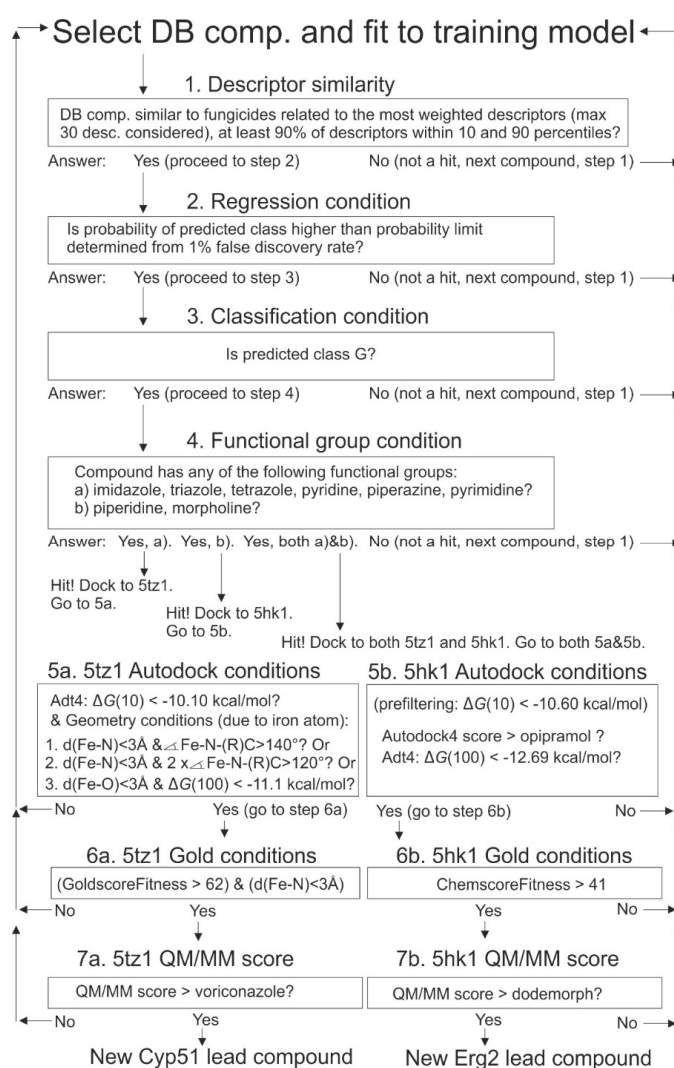 Select DB comp. and fit to training model
1. Descriptor similarity
DB comp. similar to fungicides related to the most weighted descriptors (max
30 desc. considered), at least 90% of descriptors within 10 and 90 percentiles?
Answer: Yes (proceed to step 2) No (not a hit, next compound, step 1)
2. Regression condition
Is probability of predicted class higher than probability limit
determined from 1% false discovery rate?
Answer: Yes (proceed to step 3) No (not a hit, next compound, step 1)
3. Classification condition
Is predicted class G?
Answer: Yes (proceed to step 4) No (not a hit, next compound, step 1)
4. Functional group condition
Compound has any of the following functional groups:
a) imidazole, triazole, tetrazole, pyridine, piperazine, pyrimidine?
b) piperidine, morpholine?
Answer: Yes, a). Yes, b). Yes, both a)&b). No (not a hit, next compound, step 1)
Hit! Dock to 5tz1.
Go to 5a.
Hit! Dock to 5hk1.
Go to 5b.
Hit! Dock to both 5tz1 and 5hk1. Go to both 5a&5b.
5a. 5tz1 Autodock conditions
Adt4: ΔG(10) < -10.10 kcal/mol?
& Geometry conditions (due to iron atom):
1. d(Fe-N)<3Å &∡Fe-N-(R)C>140°? Or
2. d(Fe-N)<3Å & 2 x∡Fe-N-(R)C>120°? Or
3. d(Fe-O)<3Å & ΔG(100) < -11.1 kcal/mol?
No Yes (go to step 6a)
5b. 5hk1 Autodock conditions
(prefiltering: ΔG(10) < -10.60 kcal/mol)
Autodock4 score > opipramol ?
Adt4: ΔG(100) < -12.69 kcal/mol?
Yes (go to step 6b) No
6a. 5tz1 Gold conditions
(GoldscoreFitness > 62) & (d(Fe-N)<3Å)
No Yes
6b. 5hk1 Gold conditions
ChemscoreFitness > 41
Yes No
7a. 5tz1 QM/MM score
QM/MM score > voriconazole?
No Yes
New Cyp51 lead compound
7b. 5hk1 QM/MM score
QM/MM score > dodemorph?
Yes No
New Erg2 lead compound